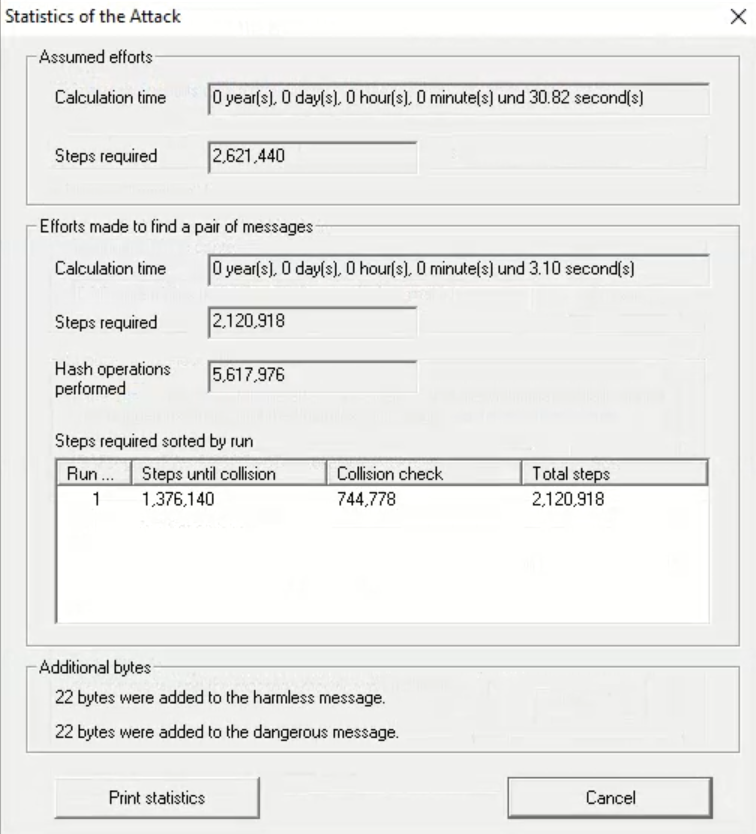 Statistics of the Attack
Assumed efforts
Calculation time 0 year(s), 0 day(s), 0 hour(s), 0 minute(s) und 30.82 second(s)
Steps required 2,621,440
Efforts made to find a pair of messages
Calculation time 0 year(s), 0 day(s), 0 hour(s), 0 minute(s) und 3.10 second(s)
Steps required 2,120,918
Hash operations
performed 5,617,976
Steps required sorted by run
Run ... Steps until collision Collision check Total steps
1 1,376,140 744,778 2,120,918
Additional bytes
22 bytes were added to the harmless message.
22 bytes were added to the dangerous message.
Print statistics Cancel